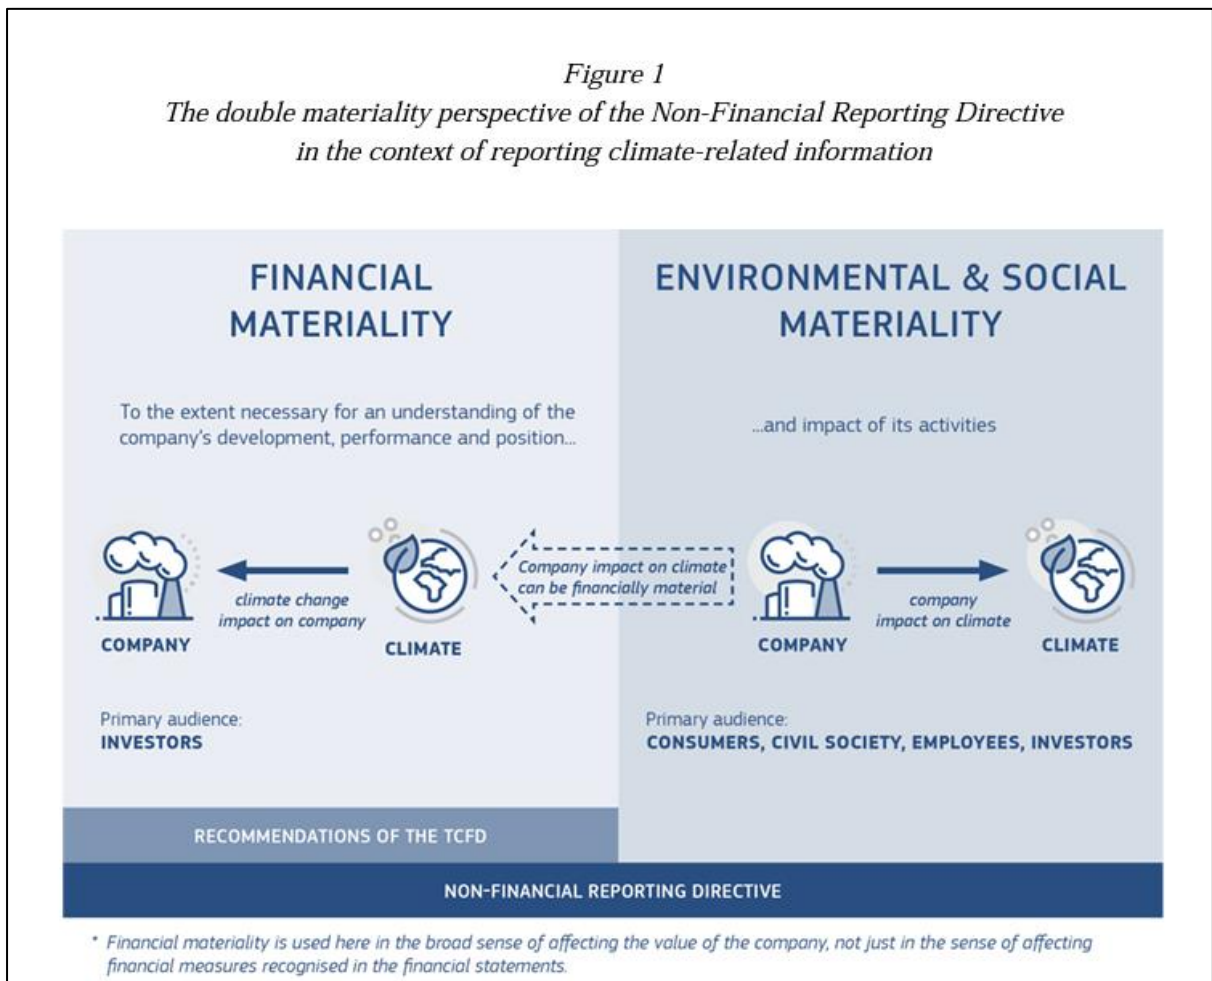 Figure 1
The double materiality perspective of the Non-Financial Reporting Directive
in the context of reporting climate-related information
FINANCIAL
MATERIALITY
To the extent necessary for an understanding of the
company's development, performance and position...
COMPANY
climate change
impact on company
CLIMATE
Primary audience:
INVESTORS
Company impact on climate
can be financially material
ENVIRONMENTAL & SOCIAL
MATERIALITY
...and impact of its activities
COMPANY
company
impact on climate
CLIMATE
Primary audience:
CONSUMERS, CIVIL SOCIETY, EMPLOYEES, INVESTORS
RECOMMENDATIONS OF THE TCFD
NON-FINANCIAL REPORTING DIRECTIVE
* Financial materiality is used here in the broad sense of affecting the value of the company, not just in the sense of affecting
financial measures recognised in the financial statements.